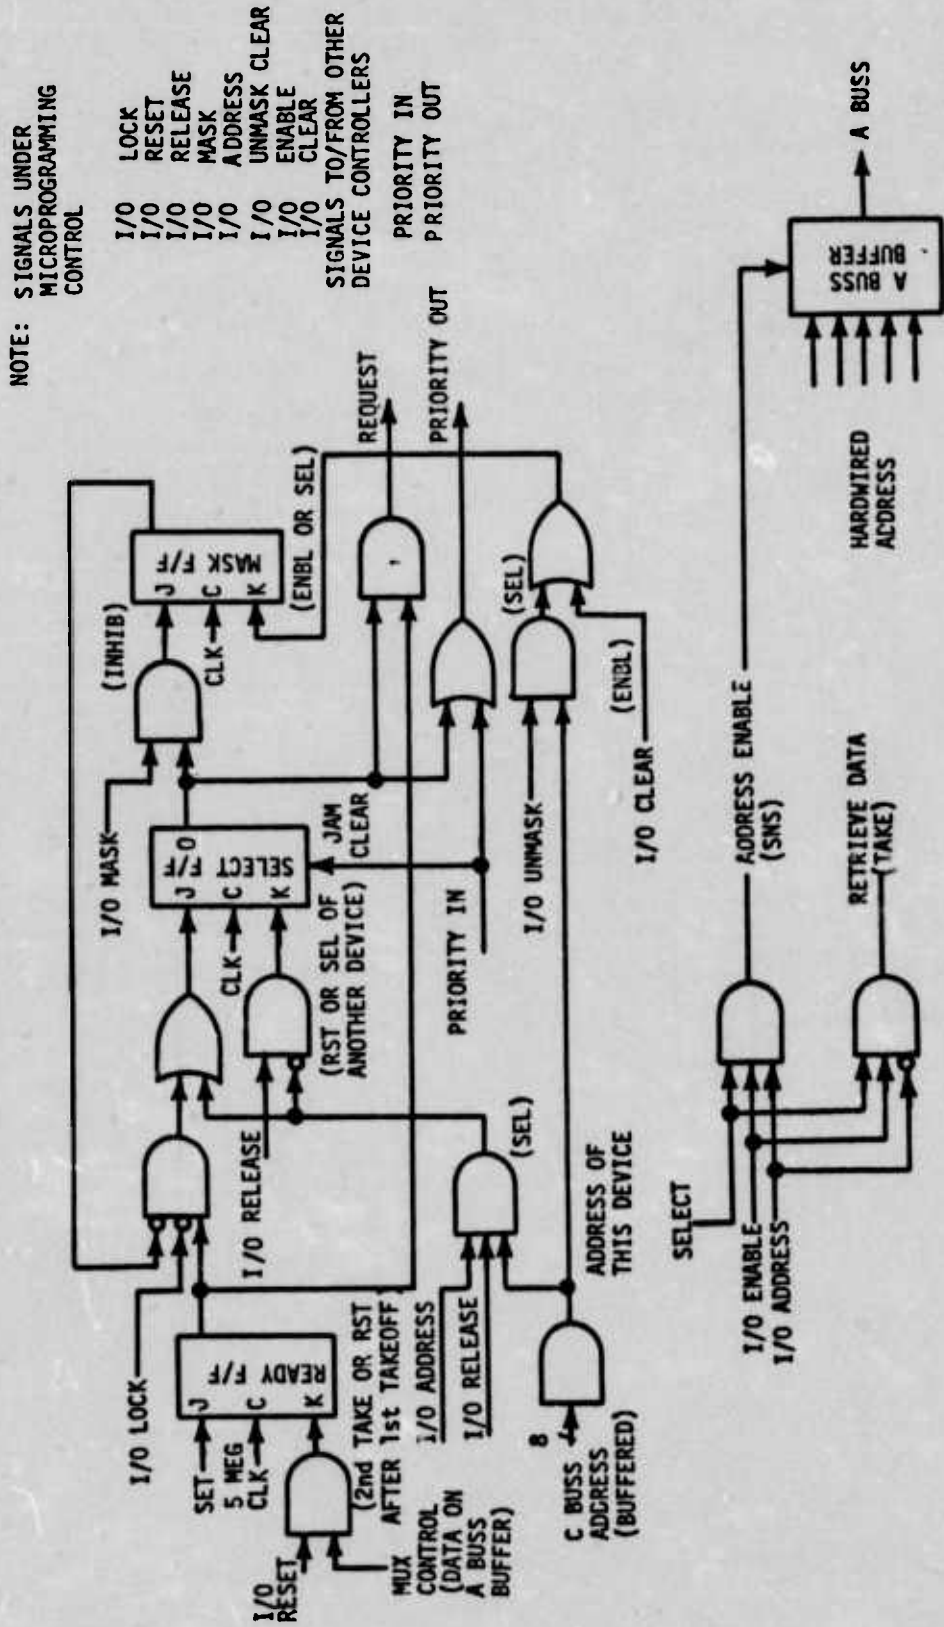 NOTE: SIGNALS UNDER
MICROPROGRAMMING
CONTROL
I/O LOCK
I/O RESET
I/O RELEASE
I/O MASK
I/O ADDRESS
I/O UNMASK CLEAR
I/O ENABLE
I/O CLEAR
SIGNALS TO/FROM OTHER
DEVICE CONTROLLERS
PRIORITY IN
PRIORITY OUT
I/O LOCK
SET
5 MEG
CLK
J
C
K
READY F/F
I/O
RESET
MUX
CONTROL
(DATA ON
A BUSS
BUFFER)
(2nd TAKE OR RST
AFTER 1st TAKEOFF)
I/O RELEASE
I/O ADDRESS
I/O RELEASE
(SEL)
8
C BUSS
ADDRESS
(BUFFERED)
ADDRESS OF
THIS DEVICE
CLK
(RST OR SEL OF
ANOTHER DEVICE)
J
C
K
SELECT F/F
O
JAM
CLEAR
PRIORITY IN
I/O MASK
(INHIB)
CLK
J
C
K
MASK F/F
(ENBL OR SEL)
REQUEST
PRIORITY OUT
I/O UNMASK
(SEL)
(ENBL)
I/O CLEAR
SELECT
I/O ENABLE
I/O ADDRESS
ADDRESS ENABLE
(SNS)
RETRIEVE DATA
(TAKE)
HARDWIRED
ADDRESS
A BUSS
BUFFER
A BUSS